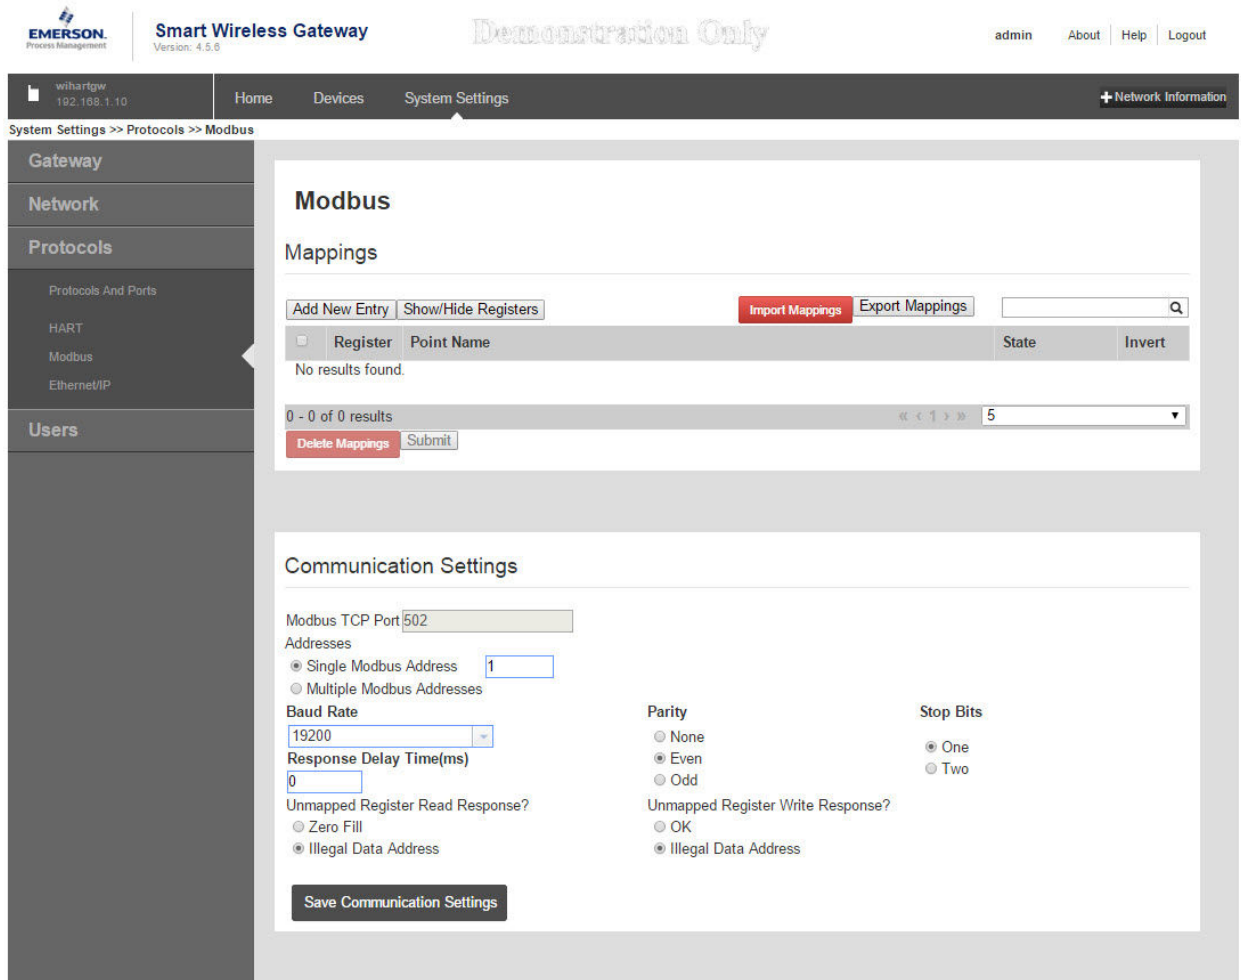 EMERSON.
Process Management
Smart Wireless Gateway
Version: 4.5.6
Demonstration Only
admin About Help Logout
wihartgw
192.168.1.10
Home Devices System Settings
+Network Information
System Settings >> Protocols >> Modbus
Gateway
Network
Protocols
Protocols And Ports
HART
Modbus
Ethernet/IP
Users
Modbus
Mappings
Add New Entry Show/Hide Registers Import Mappings Export Mappings
Register Point Name State Invert
No results found.
0 - 0 of 0 results « ‹ 1 › » 5
Delete Mappings Submit
Communication Settings
Modbus TCP Port 502
Addresses
Single Modbus Address 1
Multiple Modbus Addresses
Baud Rate Parity Stop Bits
19200 None
One
Response Delay Time(ms) Even
Two
0 Odd
Unmapped Register Read Response? Unmapped Register Write Response?
Zero Fill OK
Illegal Data Address Illegal Data Address
Save Communication Settings